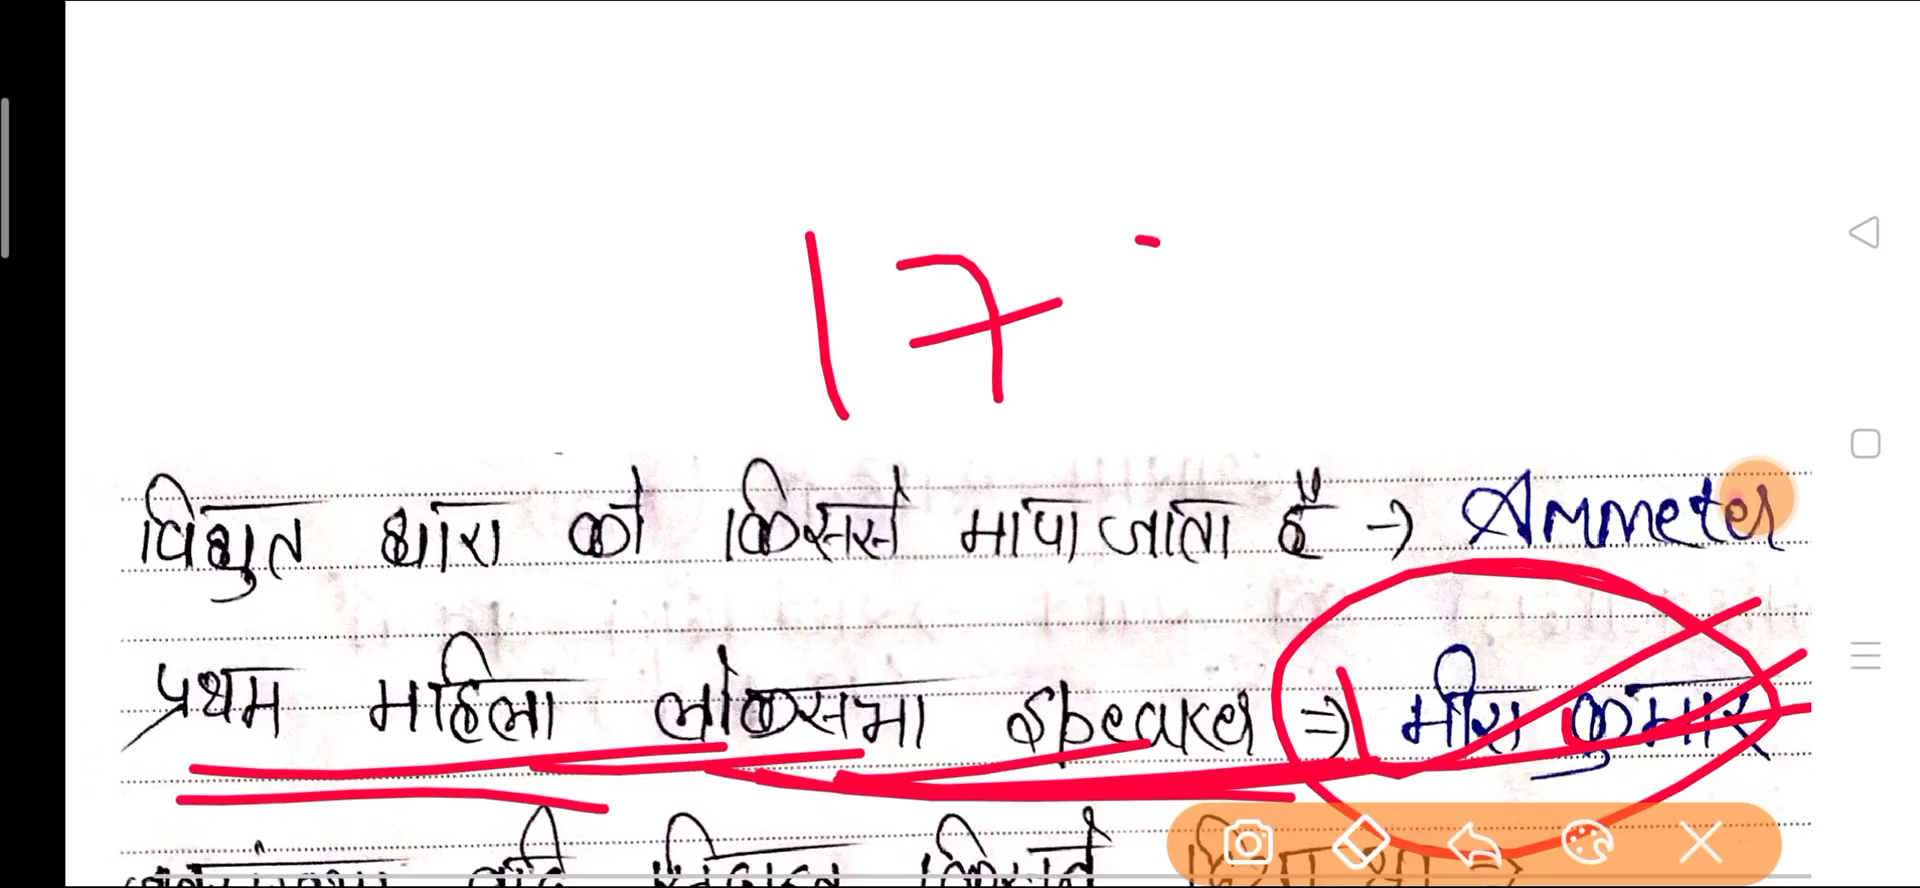 17
विद्युत धारा को किससे मापा जाता है → Ammeter
प्रथम महिला लोकसभा Speaker ⇒ मीरा कुमार